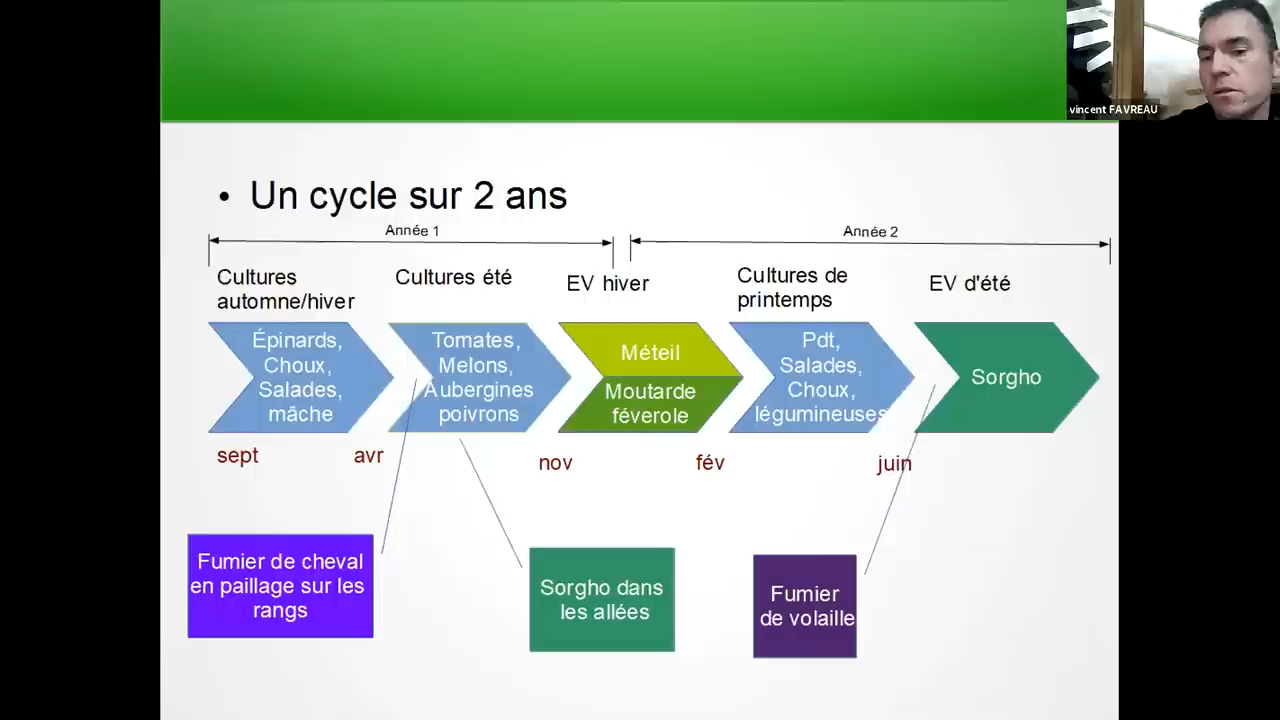 vincent FAVREAU
• Un cycle sur 2 ans
Année 1
Année 2
Cultures
automne/hiver
Cultures été
EV hiver
Cultures de
printemps
EV d'été
Épinards,
Choux,
Salades,
mâche
Tomates,
Melons,
Aubergines
poivrons
Méteil
Moutarde
féverole
Pdt,
Salades,
Choux,
légumineuses
Sorgho
sept
avr
nov
fév
juin
Fumier de cheval
en paillage sur les
rangs
Sorgho dans
les allées
Fumier
de volaille